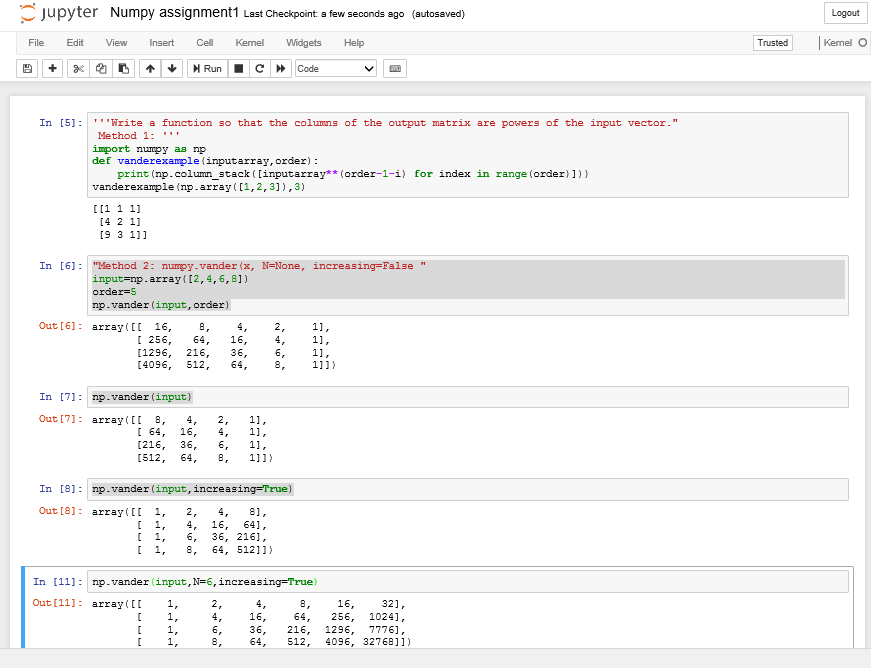 jupyter Numpy assignment1 Last Checkpoint: a few seconds ago (autosaved)
Logout
File Edit View Insert Cell Kernel Widgets Help
Trusted
Kernel
Run
Code
In [5]: '''Write a function so that the columns of the output matrix are powers of the input vector."
Method 1: '''
import numpy as np
def vanderexample(inputarray,order):
print(np.column_stack([inputarray**(order-1-i) for index in range(order)]))
vanderexample(np.array([1,2,3]),3)
[[1 1 1]
[4 2 1]
[9 3 1]]
In [6]: "Method 2: numpy.vander(x, N=None, increasing=False "
input=np.array([2,4,6,8])
order=5
np.vander(input,order)
Out[6]: array([[ 16, 8, 4, 2, 1],
[ 256, 64, 16, 4, 1],
[1296, 216, 36, 6, 1],
[4096, 512, 64, 8, 1]])
In [7]: np.vander(input)
Out[7]: array([[ 8, 4, 2, 1],
[ 64, 16, 4, 1],
[216, 36, 6, 1],
[512, 64, 8, 1]])
In [8]: np.vander(input,increasing=True)
Out[8]: array([[ 1, 2, 4, 8],
[ 1, 4, 16, 64],
[ 1, 6, 36, 216],
[ 1, 8, 64, 512]])
In [11]: np.vander(input,N=6,increasing=True)
Out[11]: array([[ 1, 2, 4, 8, 16, 32],
[ 1, 4, 16, 64, 256, 1024],
[ 1, 6, 36, 216, 1296, 7776],
[ 1, 8, 64, 512, 4096, 32768]])